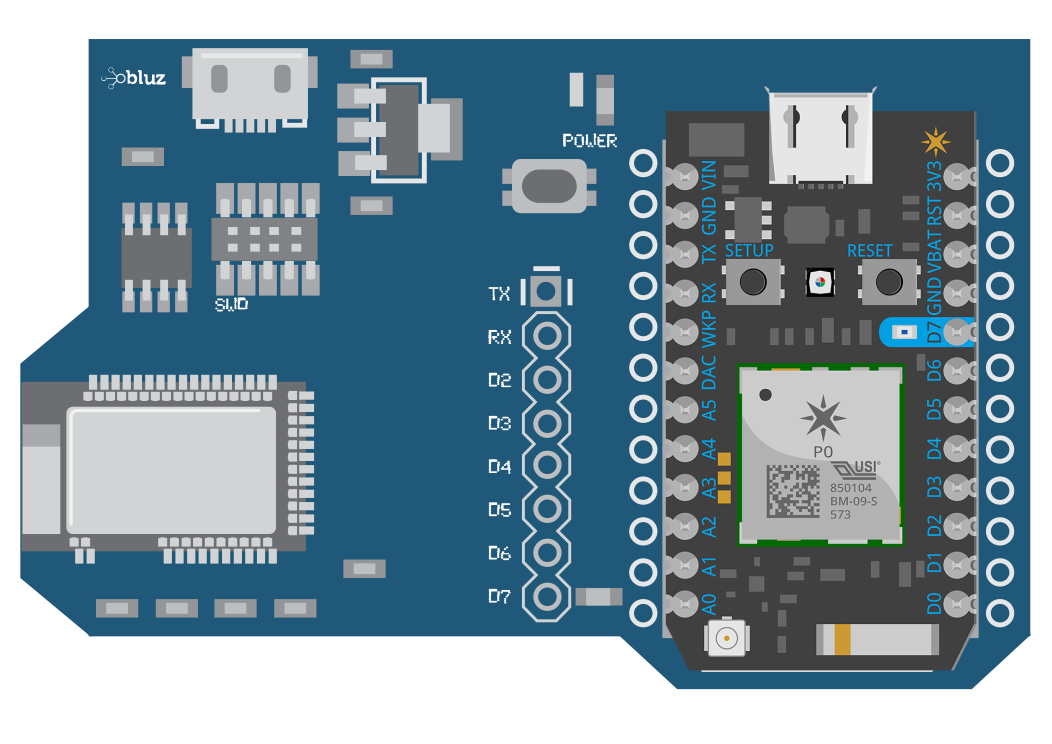 bluz
POWER
SWD
TX
RX
D2
D3
D4
D5
D6
D7
VIN
GND
TX
RX
WKP
DAC
A5
A4
A3
A2
A1
A0
SETUP
RESET
3V3
RST
VBAT
GND
D7
D6
D5
D4
D3
D2
D1
D0
P0
USI®
850104
BM-09-S
573